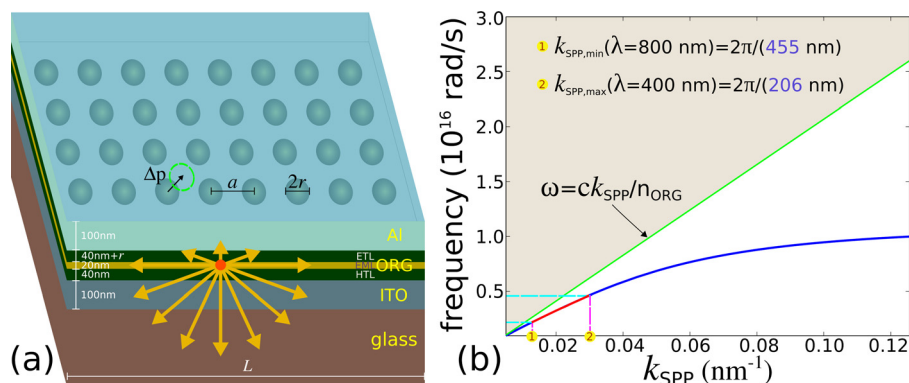 Δp
a
2r
100nm
Al
40nm+r
ETL
20nm
EML
ORG
40nm
HTL
100nm
ITO
glass
L
(a)
frequency (10^16 rad/s)
3.0
2.5
2.0
1.5
1.0
0.5
1 k_SPP,min(λ=800 nm)=2π/(455 nm)
2 k_SPP,max(λ=400 nm)=2π/(206 nm)
ω=ck_SPP/n_ORG
1
2
0.02 0.04 0.06 0.08 0.10 0.12
k_SPP (nm^-1)
(b)